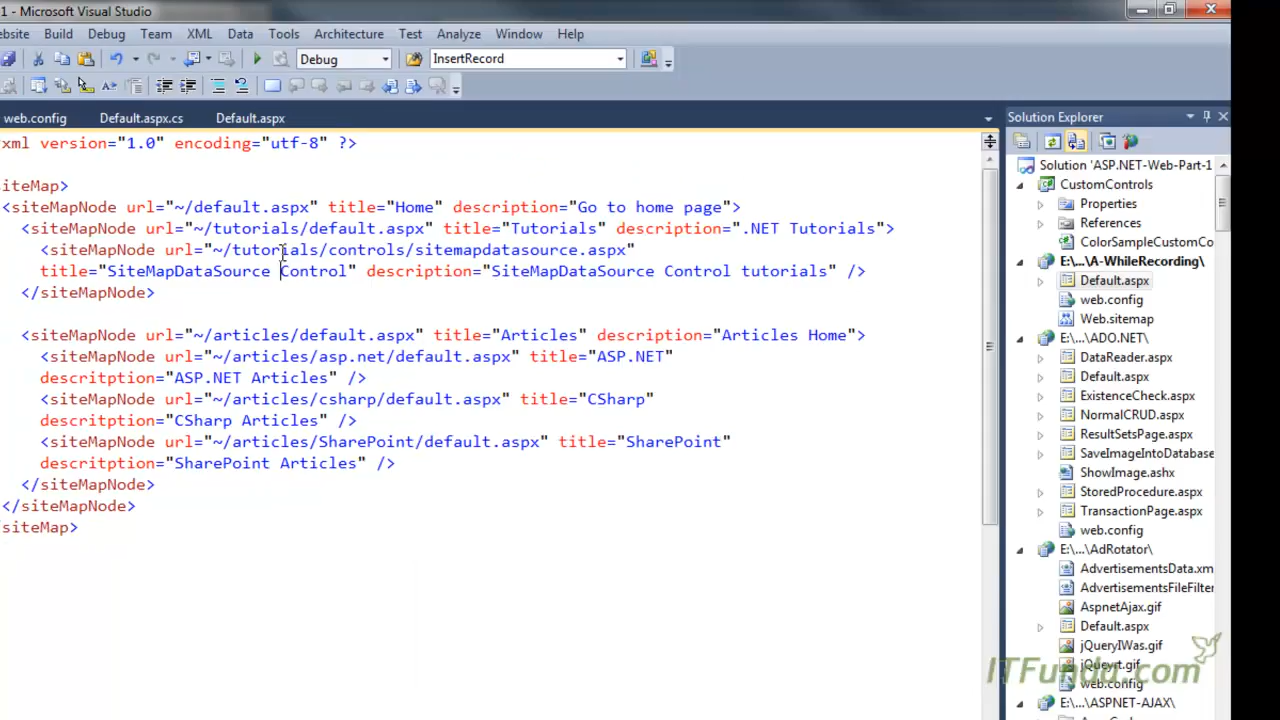 1 - Microsoft Visual Studio
ebsite Build Debug Team XML Data Tools Architecture Test Analyze Window Help
Debug InsertRecord
web.config Default.aspx.cs Default.aspx
xml version="1.0" encoding="utf-8" ?>
iteMap>
<siteMapNode url="~/default.aspx" title="Home" description="Go to home page">
<siteMapNode url="~/tutorials/default.aspx" title="Tutorials" description=".NET Tutorials">
<siteMapNode url="~/tutorials/controls/sitemapdatasource.aspx"
title="SiteMapDataSource Control" description="SiteMapDataSource Control tutorials" />
</siteMapNode>
<siteMapNode url="~/articles/default.aspx" title="Articles" description="Articles Home">
<siteMapNode url="~/articles/asp.net/default.aspx" title="ASP.NET"
descritption="ASP.NET Articles" />
<siteMapNode url="~/articles/csharp/default.aspx" title="CSharp"
descritption="CSharp Articles" />
<siteMapNode url="~/articles/SharePoint/default.aspx" title="SharePoint"
descritption="SharePoint Articles" />
</siteMapNode>
</siteMapNode>
siteMap>
Solution Explorer
Solution 'ASP.NET-Web-Part-1
CustomControls
Properties
References
ColorSampleCustomCo
E:\...\A-WhileRecording\
Default.aspx
web.config
Web.sitemap
E:\...\ADO.NET\
DataReader.aspx
Default.aspx
ExistenceCheck.aspx
NormalCRUD.aspx
ResultSetsPage.aspx
SaveImageIntoDatabase
ShowImage.ashx
StoredProcedure.aspx
TransactionPage.aspx
web.config
E:\...\AdRotator\
AdvertisementsData.xm
AdvertisementsFileFilter
AspnetAjax.gif
Default.aspx
jQueryIWas.gif
jQueyrt.gif
web.config
E:\...\ASPNET-AJAX\
ITFunda.com